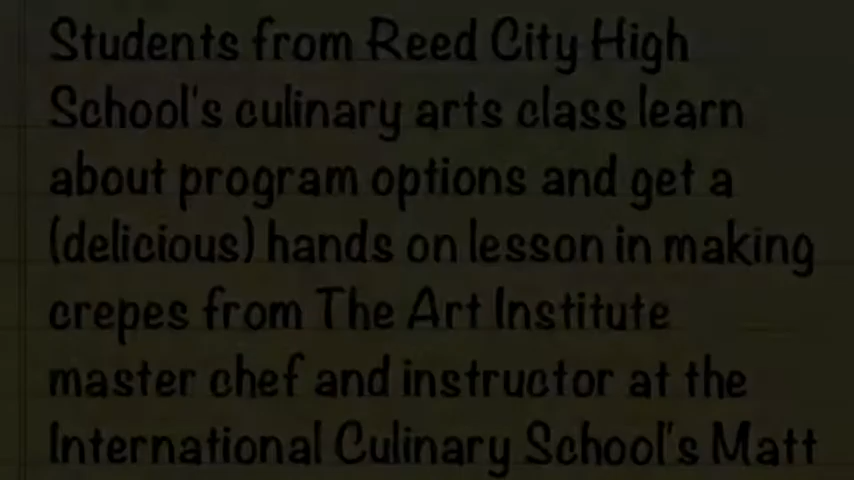 Students from Reed City High
School's culinary arts class learn
about program options and get a
(delicious) hands on lesson in making
crepes from The Art Institute
master chef and instructor at the
International Culinary School's Matt